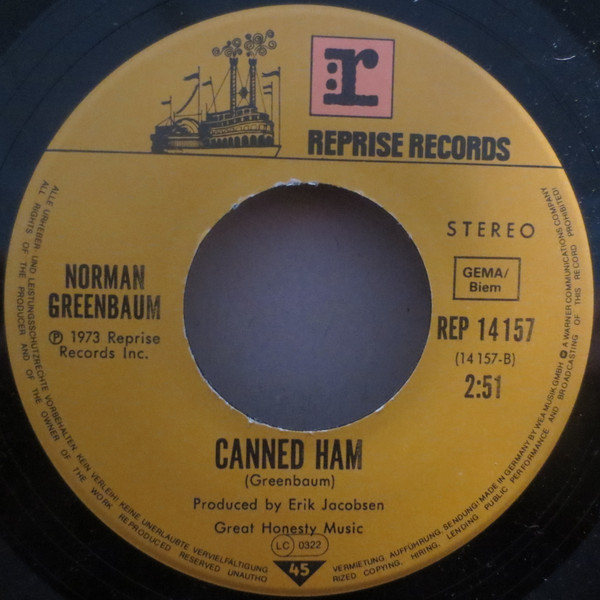 r
REPRISE RECORDS
STEREO
GEMA/
Biem
NORMAN
GREENBAUM
℗ 1973 Reprise
Records Inc.
REP 14157
(14157-B)
2:51
CANNED HAM
(Greenbaum)
Produced by Erik Jacobsen
Great Honesty Music
LC 0322
45
ALLE URHEBER- UND LEISTUNGSSCHUTZRECHTE VORBEHALTEN. KEIN VERLEIH! KEINE UNERLAUBTE VERVIELFÄLTIGUNG
VERMIETUNG, AUFFÜHRUNG, SENDUNG! MADE IN GERMANY BY WEA MUSIK GMBH A WARNER COMMUNICATIONS COMPANY
ALL RIGHTS OF THE PRODUCER AND OF THE OWNER OF THE WORK REPRODUCED RESERVED UNAUTHO
RIZED COPYING, HIRING, LENDING PUBLIC PERFORMANCE AND BROADCASTING OF THIS RECORD PROHIBITED!